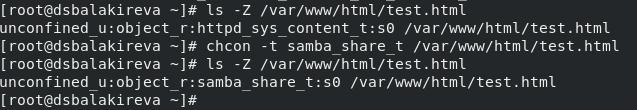 [root@dsbalakireva ~]# ls -Z /var/www/html/test.html
unconfined_u:object_r:httpd_sys_content_t:s0 /var/www/html/test.html
[root@dsbalakireva ~]# chcon -t samba_share_t /var/www/html/test.html
[root@dsbalakireva ~]# ls -Z /var/www/html/test.html
unconfined_u:object_r:samba_share_t:s0 /var/www/html/test.html
[root@dsbalakireva ~]#